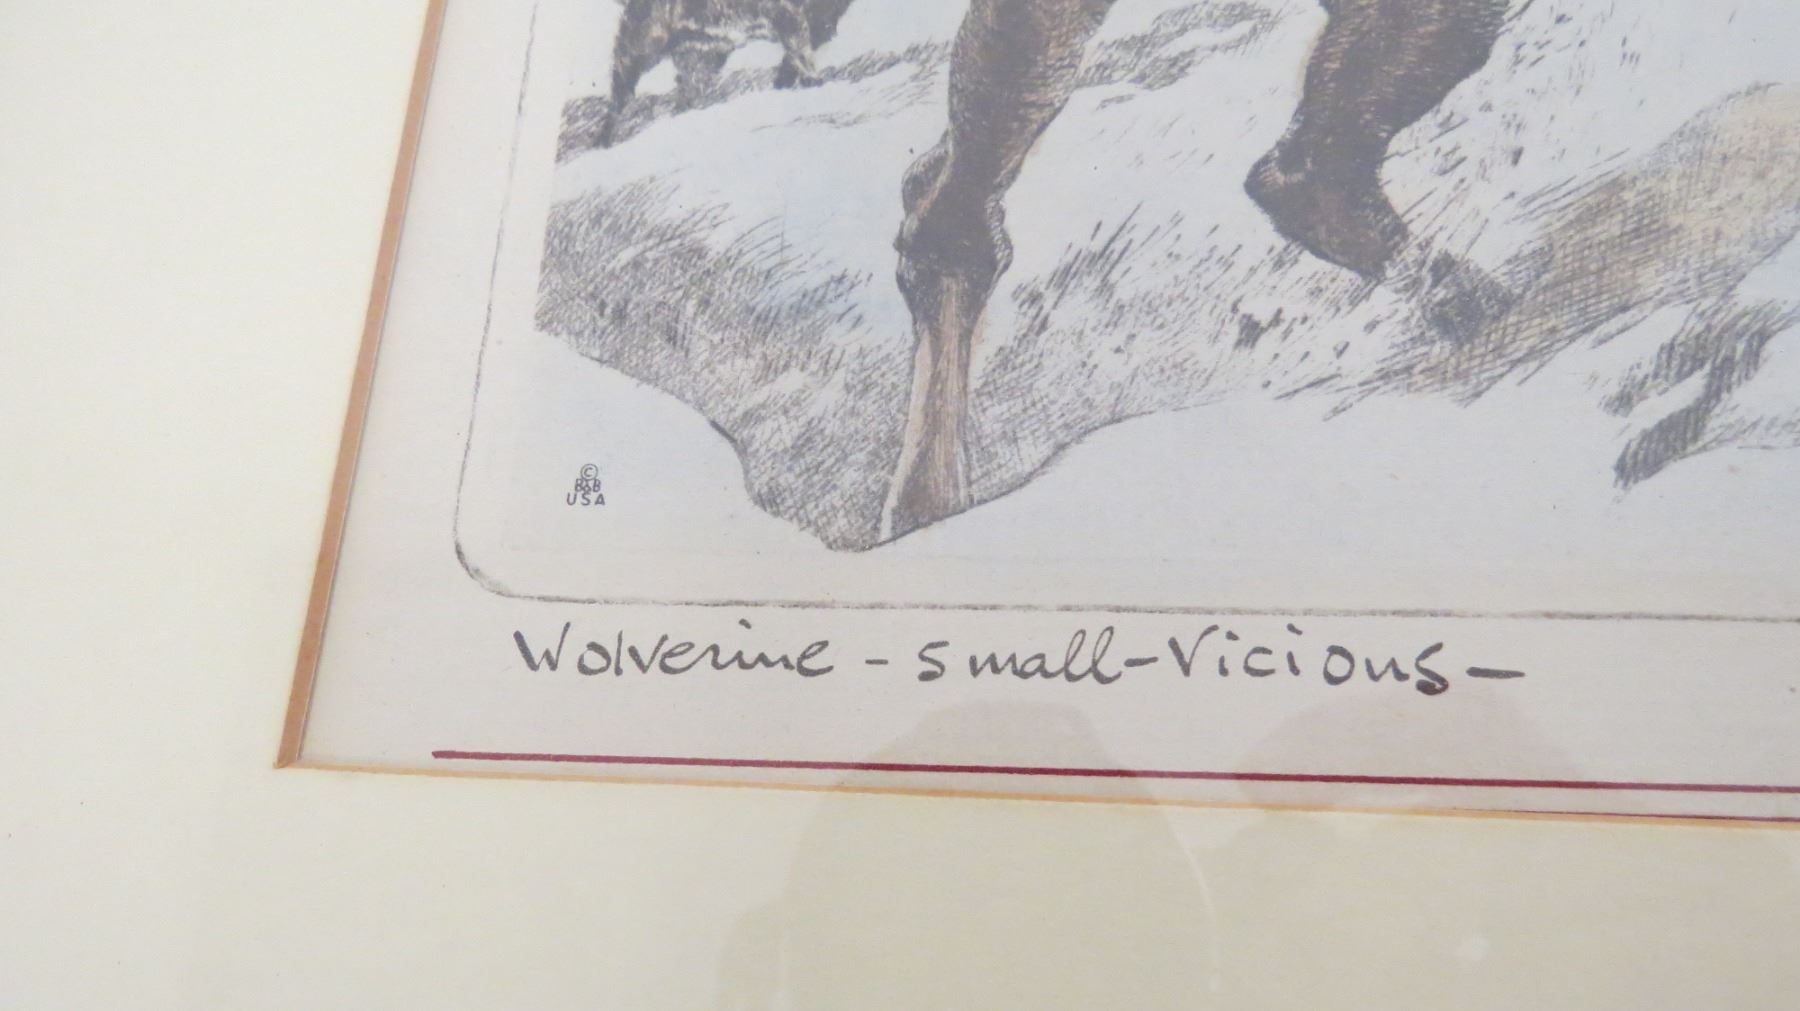 ©
B&B
USA
Wolverine - small - Vicious -